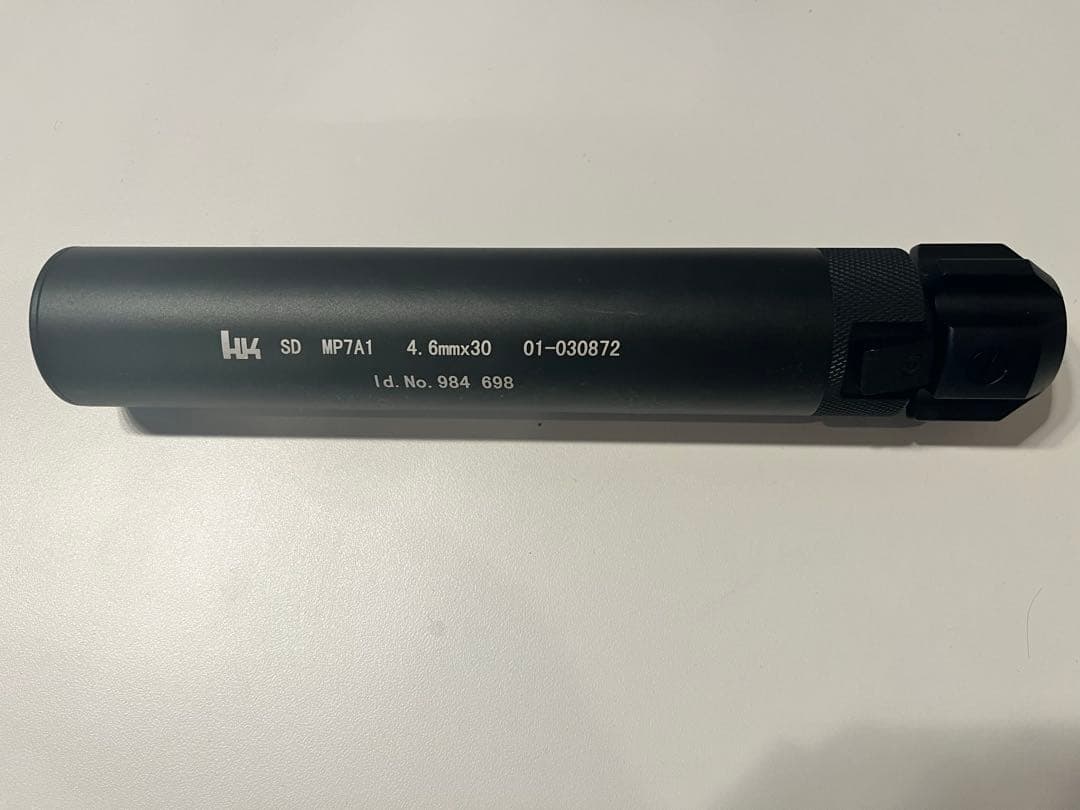 HK SD MP7A1 4.6mmx30 01-030872
Id.No.984 698